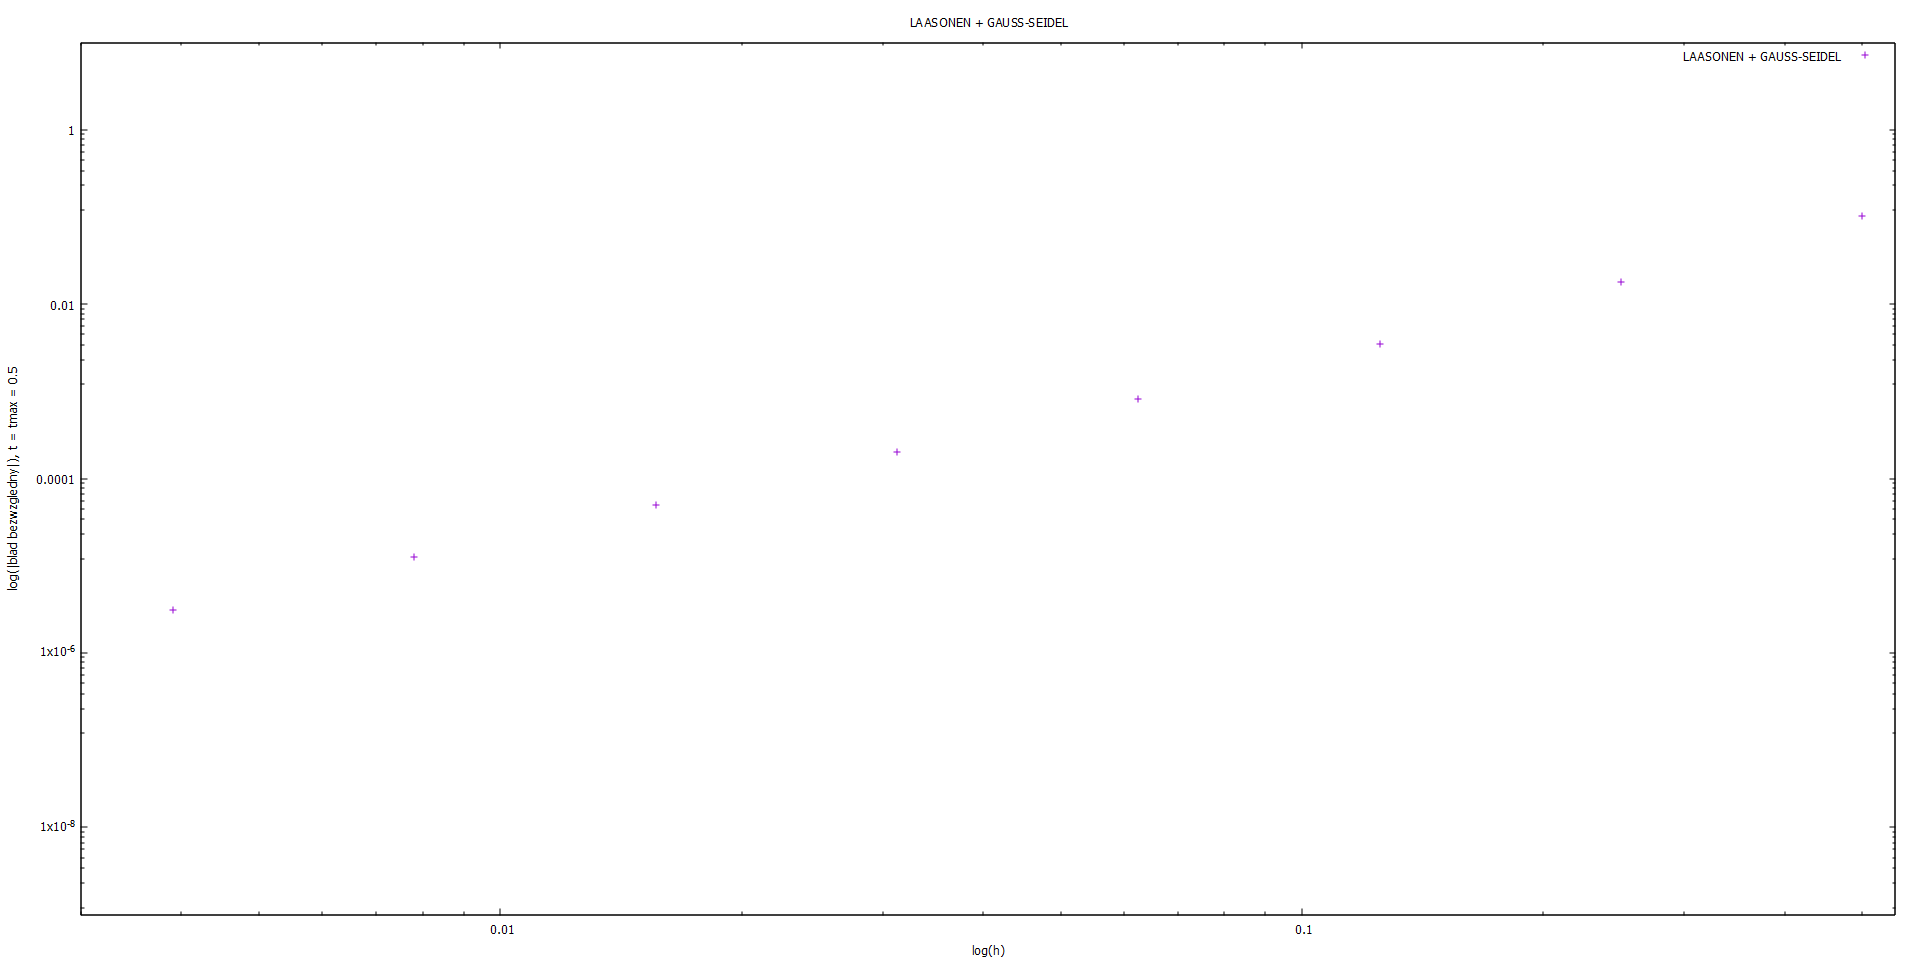 LAASONEN + GAUSS-SEIDEL
LAASONEN + GAUSS-SEIDEL
1
0.01
0.0001
1x10⁻⁶
1x10⁻⁸
log(|blad bezwzgledny|), t = tmax = 0.5
0.01
0.1
log(h)